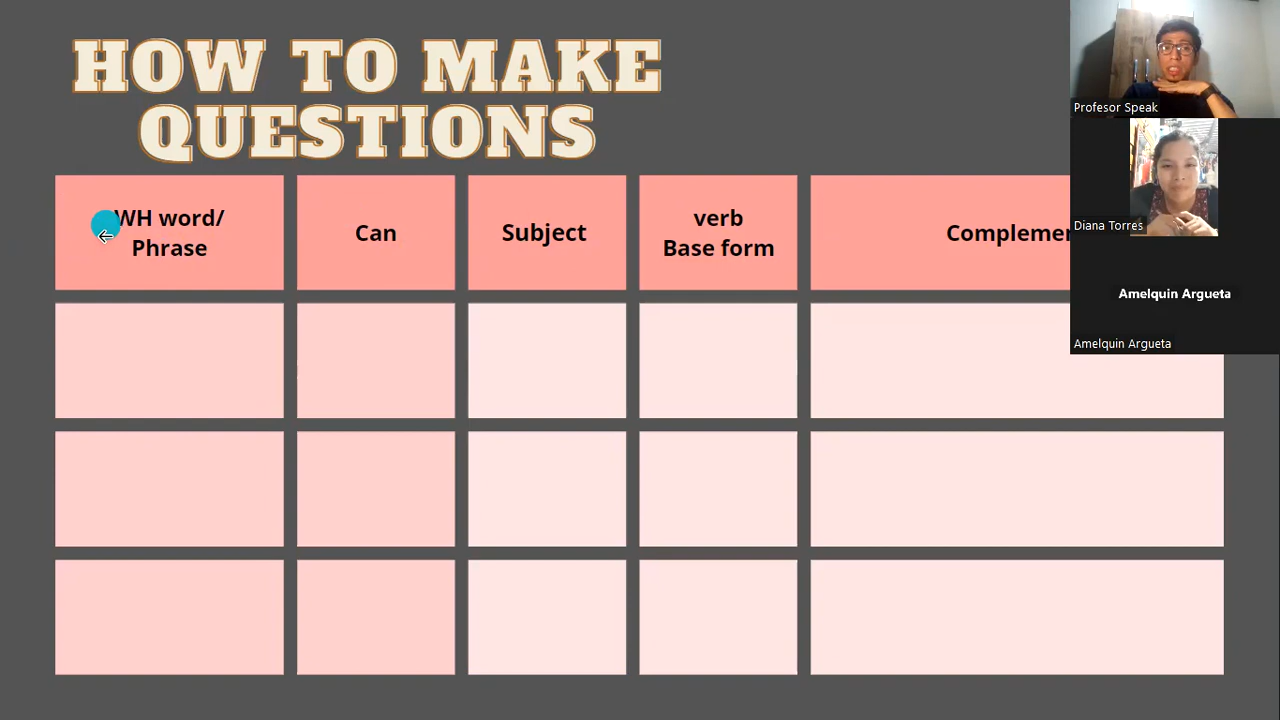 HOW TO MAKE
QUESTIONS
WH word/
Phrase
Can
Subject
verb
Base form
Complemen
Profesor Speak
Diana Torres
Amelquin Argueta
Amelquin Argueta